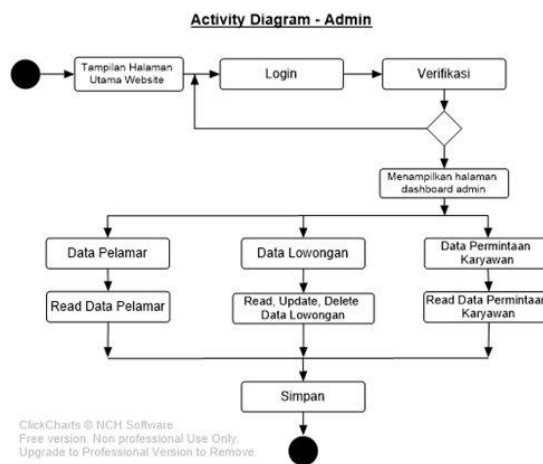 Activity Diagram - Admin
Tampilan Halaman
Utama Website
Login
Verifikasi
Menampilkan halaman
dashboard admin
Data Pelamar
Data Lowongan
Data Permintaan
Karyawan
Read Data Pelamar
Read, Update, Delete
Data Lowongan
Read Data Permintaan
Karyawan
Simpan
ClickCharts © NCH Software
Free version. Non professional Use Only.
Upgrade to Professional Version to Remove